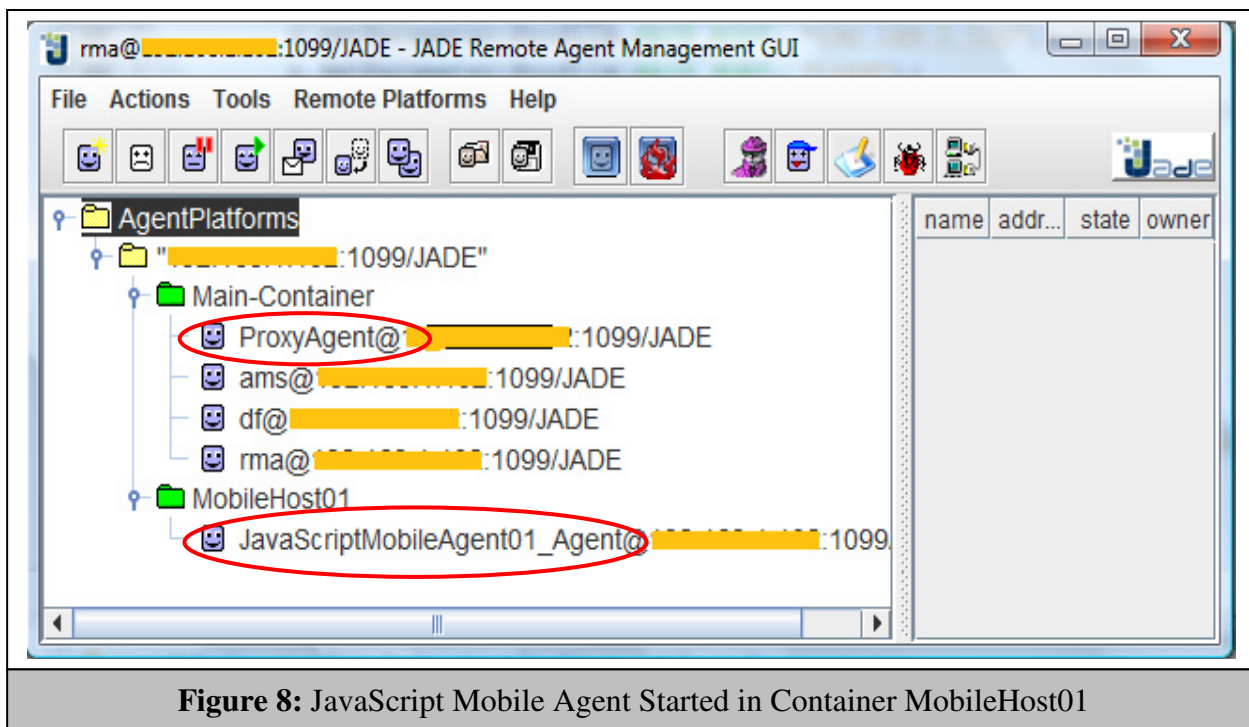 rma@ :1099/JADE - JADE Remote Agent Management GUI
File Actions Tools Remote Platforms Help
Jade
AgentPlatforms
" :1099/JADE"
Main-Container
ProxyAgent@ :1099/JADE
ams@ :1099/JADE
df@ :1099/JADE
rma@ :1099/JADE
MobileHost01
JavaScriptMobileAgent01_Agent@ :1099
name addr... state owner
Figure 8: JavaScript Mobile Agent Started in Container MobileHost01